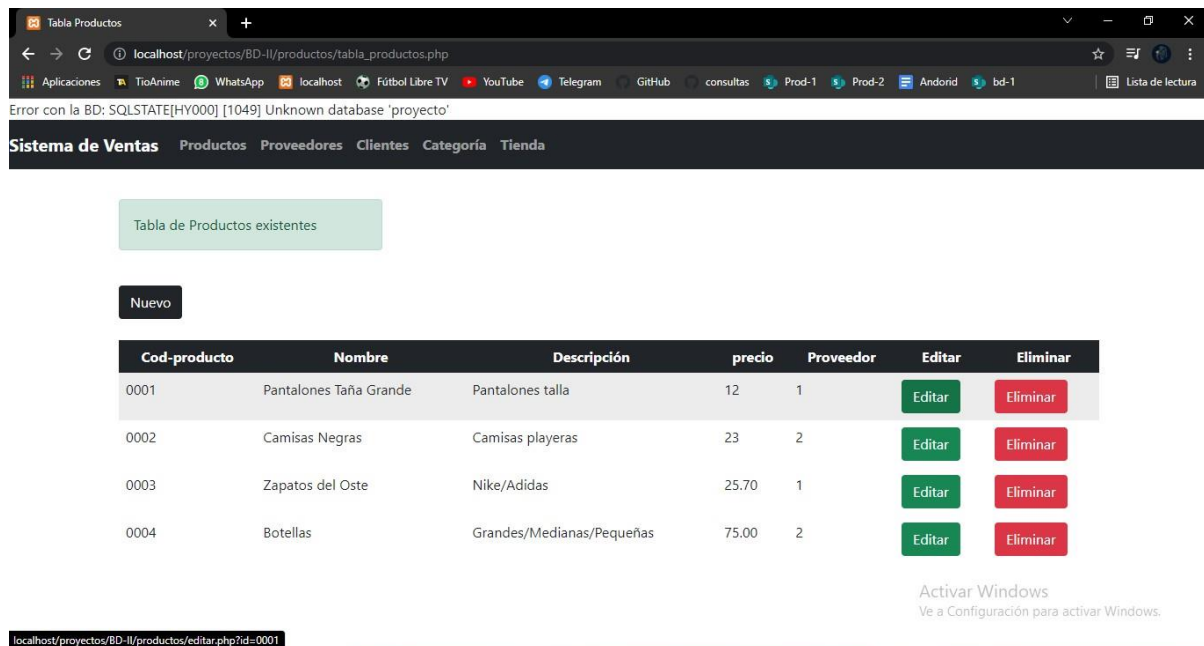 Tabla Productos
localhost/proyectos/BD-II/productos/tabla_productos.php
Aplicaciones TioAnime WhatsApp localhost Fútbol Libre TV YouTube Telegram GitHub consultas Prod-1 Prod-2 Andorid bd-1 Lista de lectura
Error con la BD: SQLSTATE[HY000] [1049] Unknown database 'proyecto'
Sistema de Ventas Productos Proveedores Clientes Categoría Tienda
Tabla de Productos existentes
Nuevo
Cod-producto Nombre Descripción precio Proveedor Editar Eliminar
0001 Pantalones Taña Grande Pantalones talla 12 1 Editar Eliminar
0002 Camisas Negras Camisas playeras 23 2 Editar Eliminar
0003 Zapatos del Oste Nike/Adidas 25.70 1 Editar Eliminar
0004 Botellas Grandes/Medianas/Pequeñas 75.00 2 Editar Eliminar
Activar Windows
Ve a Configuración para activar Windows.
localhost/proyectos/BD-II/productos/editar.php?id=0001